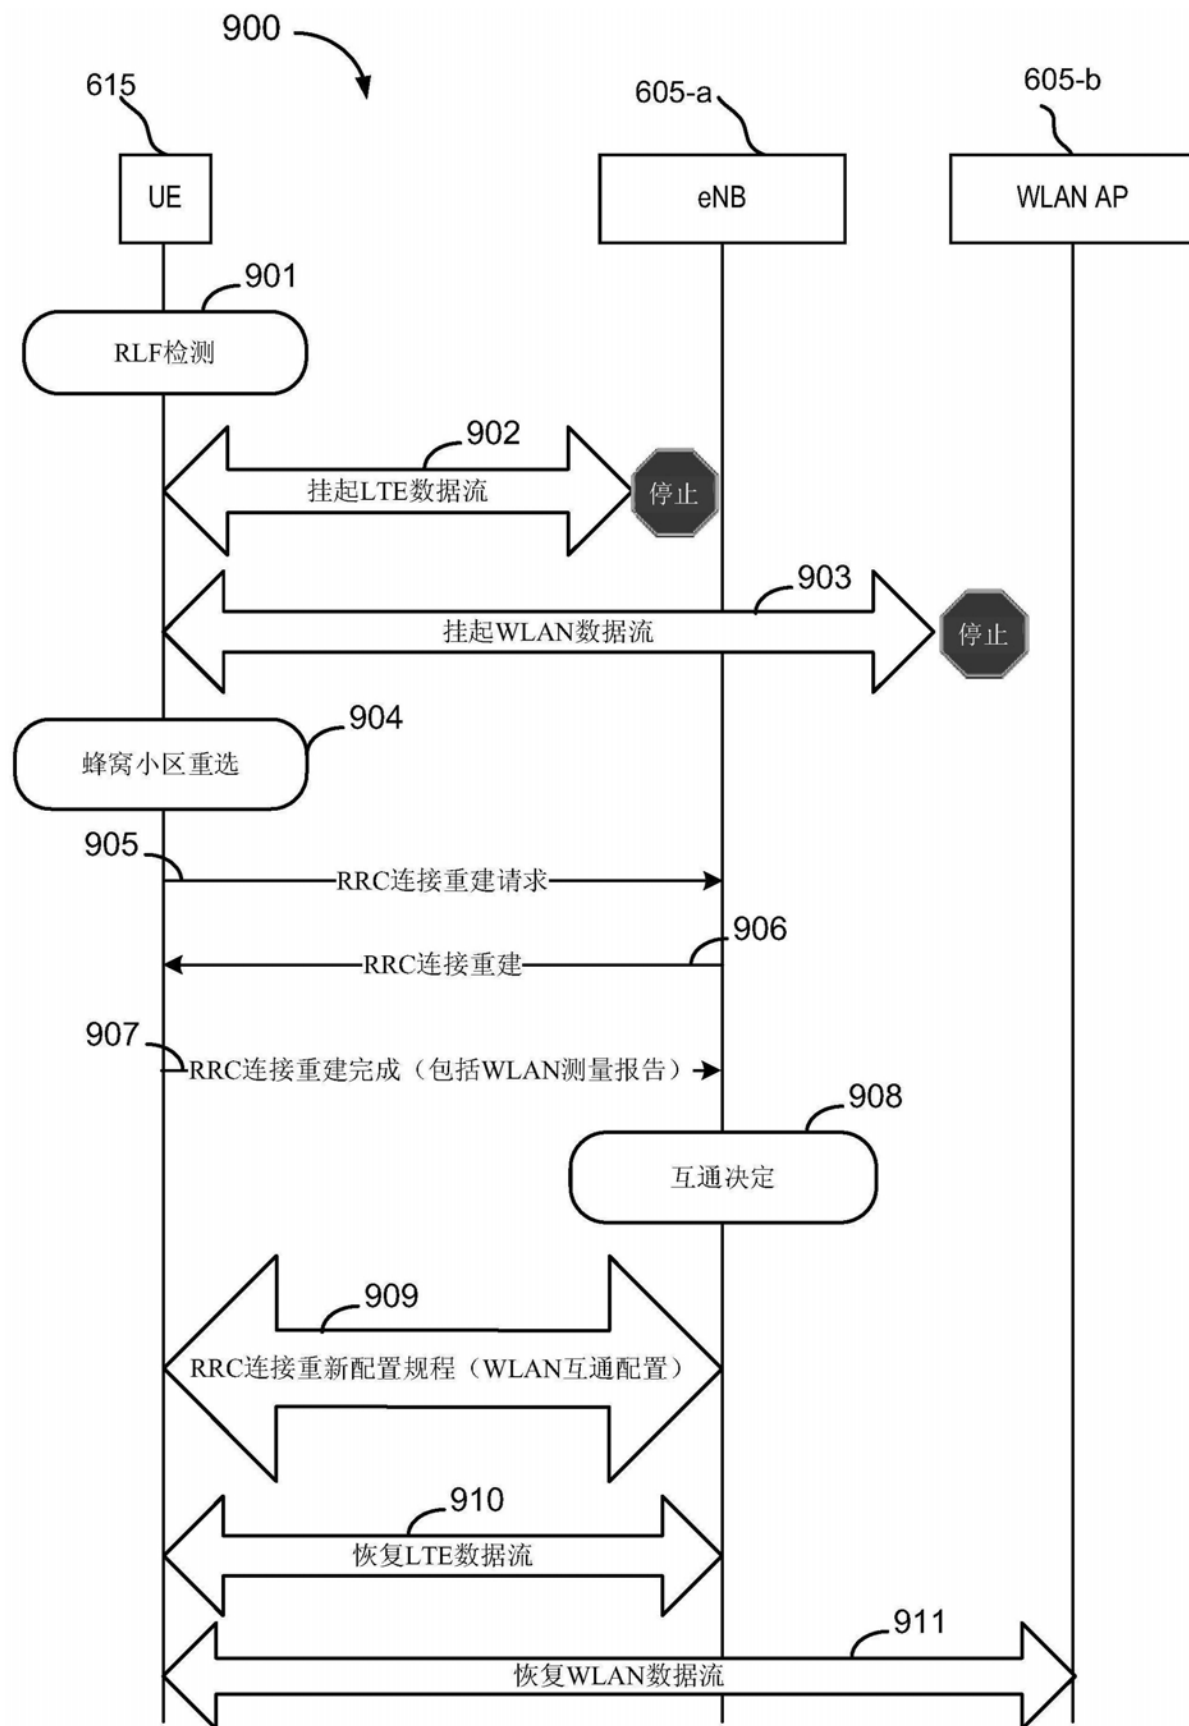 900
615
605-a
605-b
UE
eNB
WLAN AP
901
RLF检测
902
挂起LTE数据流
停止
903
挂起WLAN数据流
停止
904
蜂窝小区重选
905
RRC连接重建请求
906
RRC连接重建
907
RRC连接重建完成（包括WLAN测量报告）
908
互通决定
909
RRC连接重新配置规程（WLAN互通配置）
910
恢复LTE数据流
911
恢复WLAN数据流